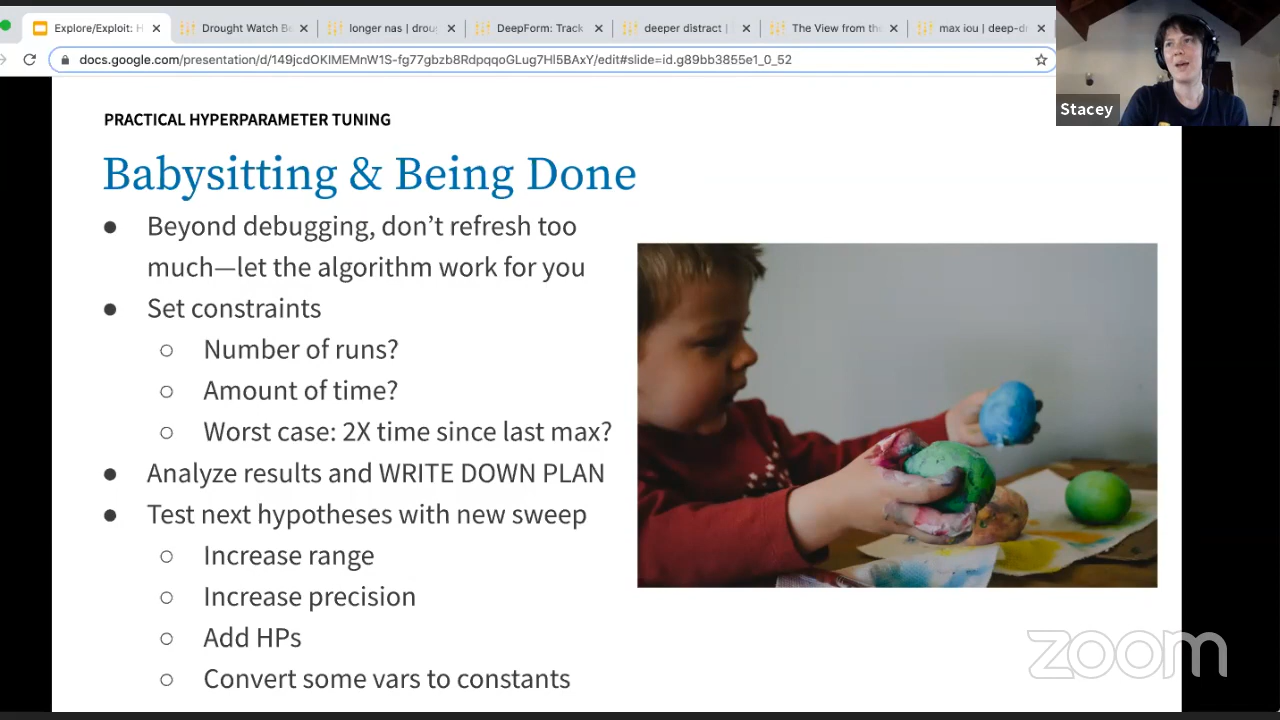 Explore/Exploit: H
Drought Watch Be
longer nas | drou
DeepForm: Track
deeper distract |
The View from the
max iou | deep-dr
docs.google.com/presentation/d/149jcdOKIMEMnW1S-fg77gbzb8RdpqqoGLug7Hl5BAxY/edit#slide=id.g89bb3855e1_0_52
Stacey
PRACTICAL HYPERPARAMETER TUNING
Babysitting & Being Done
● Beyond debugging, don’t refresh too
much—let the algorithm work for you
● Set constraints
○ Number of runs?
○ Amount of time?
○ Worst case: 2X time since last max?
● Analyze results and WRITE DOWN PLAN
● Test next hypotheses with new sweep
○ Increase range
○ Increase precision
○ Add HPs
○ Convert some vars to constants
zoom